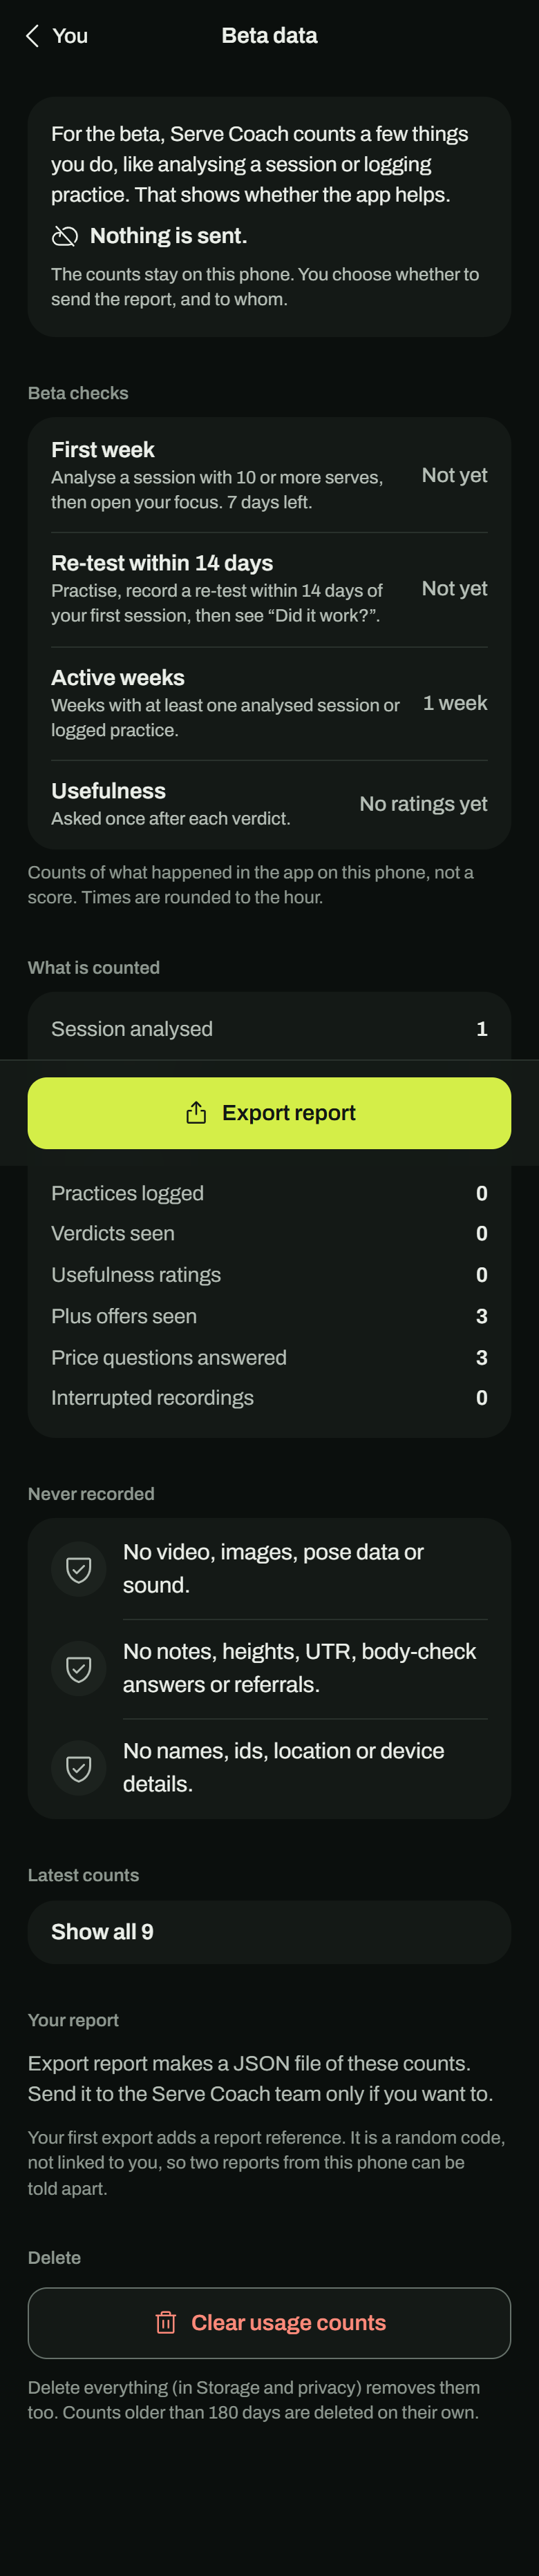 You
Beta data
For the beta, Serve Coach counts a few things
you do, like analysing a session or logging
practice. That shows whether the app helps.
Nothing is sent.
The counts stay on this phone. You choose whether to
send the report, and to whom.
Beta checks
First week
Analyse a session with 10 or more serves,
then open your focus. 7 days left.
Not yet
Re-test within 14 days
Practise, record a re-test within 14 days of
your first session, then see “Did it work?”.
Not yet
Active weeks
Weeks with at least one analysed session or
logged practice.
1 week
Usefulness
Asked once after each verdict.
No ratings yet
Counts of what happened in the app on this phone, not a
score. Times are rounded to the hour.
What is counted
Session analysed 1
Export report
Practices logged 0
Verdicts seen 0
Usefulness ratings 0
Plus offers seen 3
Price questions answered 3
Interrupted recordings 0
Never recorded
No video, images, pose data or
sound.
No notes, heights, UTR, body-check
answers or referrals.
No names, ids, location or device
details.
Latest counts
Show all 9
Your report
Export report makes a JSON file of these counts.
Send it to the Serve Coach team only if you want to.
Your first export adds a report reference. It is a random code,
not linked to you, so two reports from this phone can be
told apart.
Delete
Clear usage counts
Delete everything (in Storage and privacy) removes them
too. Counts older than 180 days are deleted on their own.